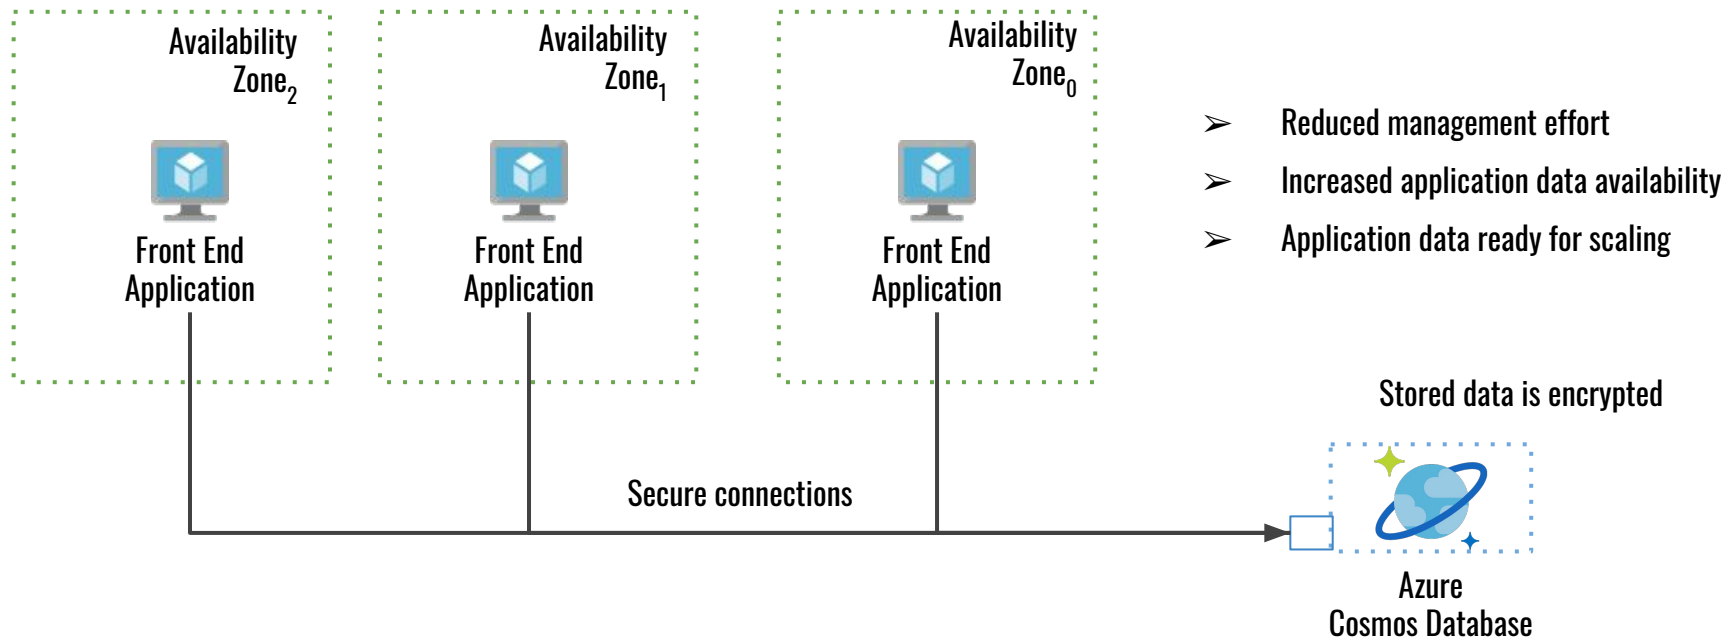 Availability
Zone2
Availability
Zone1
Availability
Zone0
Front End
Application
Front End
Application
Front End
Application
➢ Reduced management effort
➢ Increased application data availability
➢ Application data ready for scaling
Stored data is encrypted
Secure connections
Azure
Cosmos Database